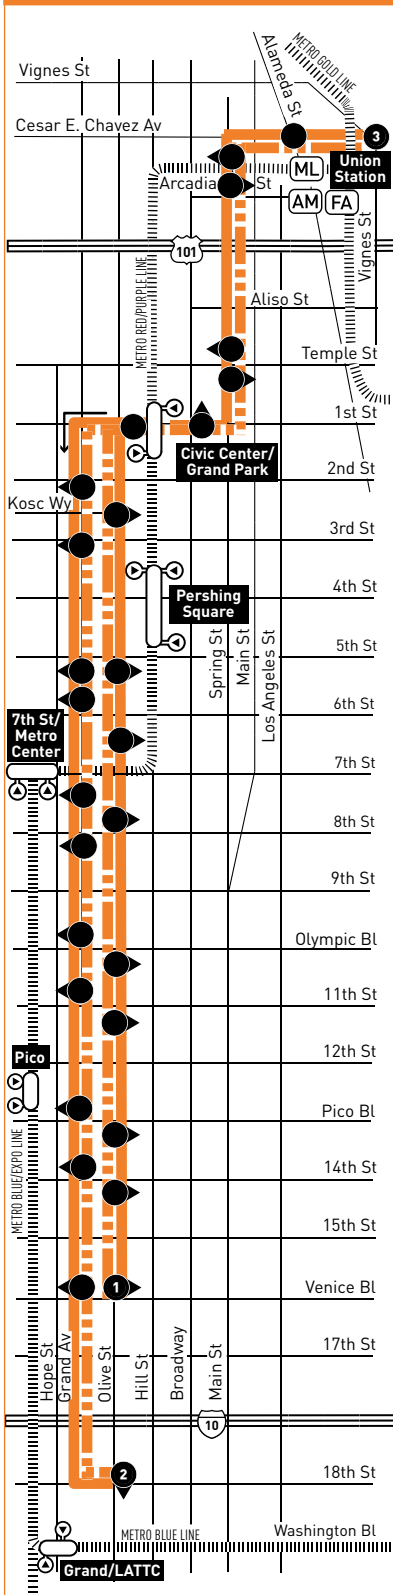 Vignes St
Alameda St
METRO GOLD LINE
Cesar E. Chavez Av
3
Union
Station
ML
Arcadia St
AM
FA
Vignes St
101
METRO RED/PURPLE LINE
Aliso St
Temple St
1st St
Civic Center/
Grand Park
2nd St
Kosc Wy
3rd St
4th St
Pershing
Square
5th St
Spring St
Main St
Los Angeles St
6th St
7th St/
Metro
Center
7th St
8th St
9th St
Olympic Bl
11th St
12th St
Pico
Pico Bl
METRO BLUE/EXPO LINE
14th St
15th St
1
Venice Bl
Hope St
Grand Av
Olive St
Hill St
Broadway
Main St
17th St
10
2
18th St
METRO BLUE LINE
Washington Bl
Grand/LATTC